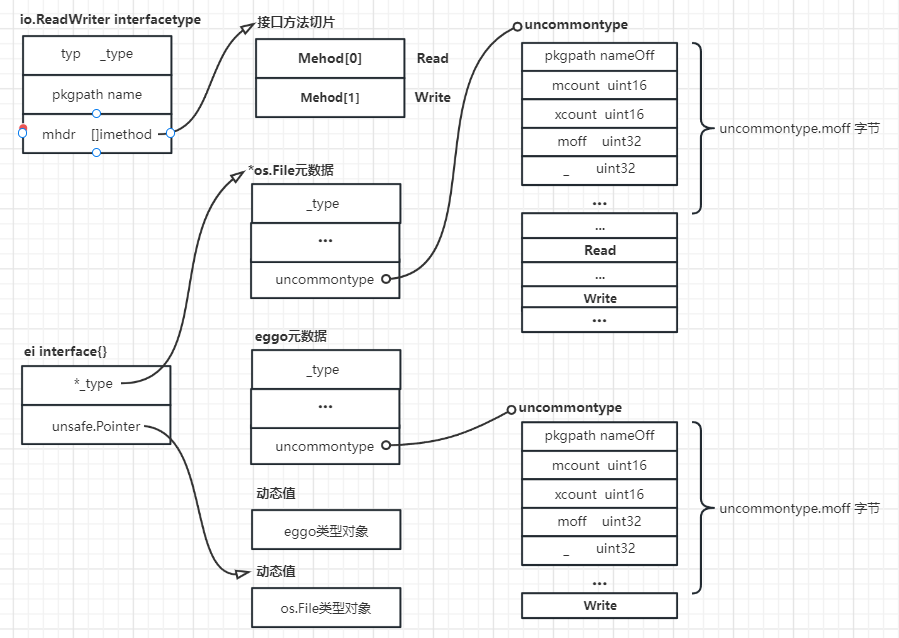 io.ReadWriter interfacetype
typ _type
pkgpath name
mhdr []imethod
接口方法切片
Mehod[0] Read
Mehod[1] Write
uncommontype
pkgpath nameOff
mcount uint16
xcount uint16
moff uint32
_ uint32
...
uncommontype.moff 字节
...
Read
...
Write
...
*os.File元数据
_type
...
uncommontype
ei interface{}
*_type
unsafe.Pointer
eggo元数据
_type
...
uncommontype
uncommontype
pkgpath nameOff
mcount uint16
xcount uint16
moff uint32
_ uint32
...
uncommontype.moff 字节
Write
动态值
eggo类型对象
动态值
os.File类型对象